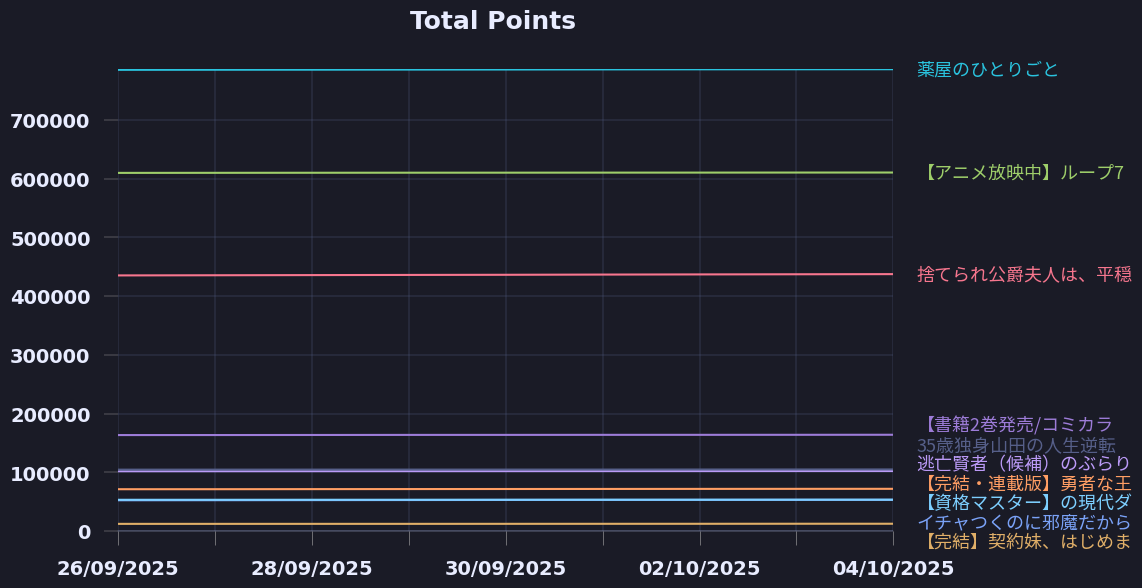 Total Points
薬屋のひとりごと
700000
【アニメ放映中】ループ7
600000
500000
捨てられ公爵夫人は、平穏
400000
300000
200000
【書籍2巻発売/コミカラ
35歳独身山田の人生逆転
逃亡賢者（候補）のぶらり
100000
【完結・連載版】勇者な王
【資格マスター】の現代ダ
イチャつくのに邪魔だから
0
【完結】契約妹、はじめま
26/09/2025
28/09/2025
30/09/2025
02/10/2025
04/10/2025